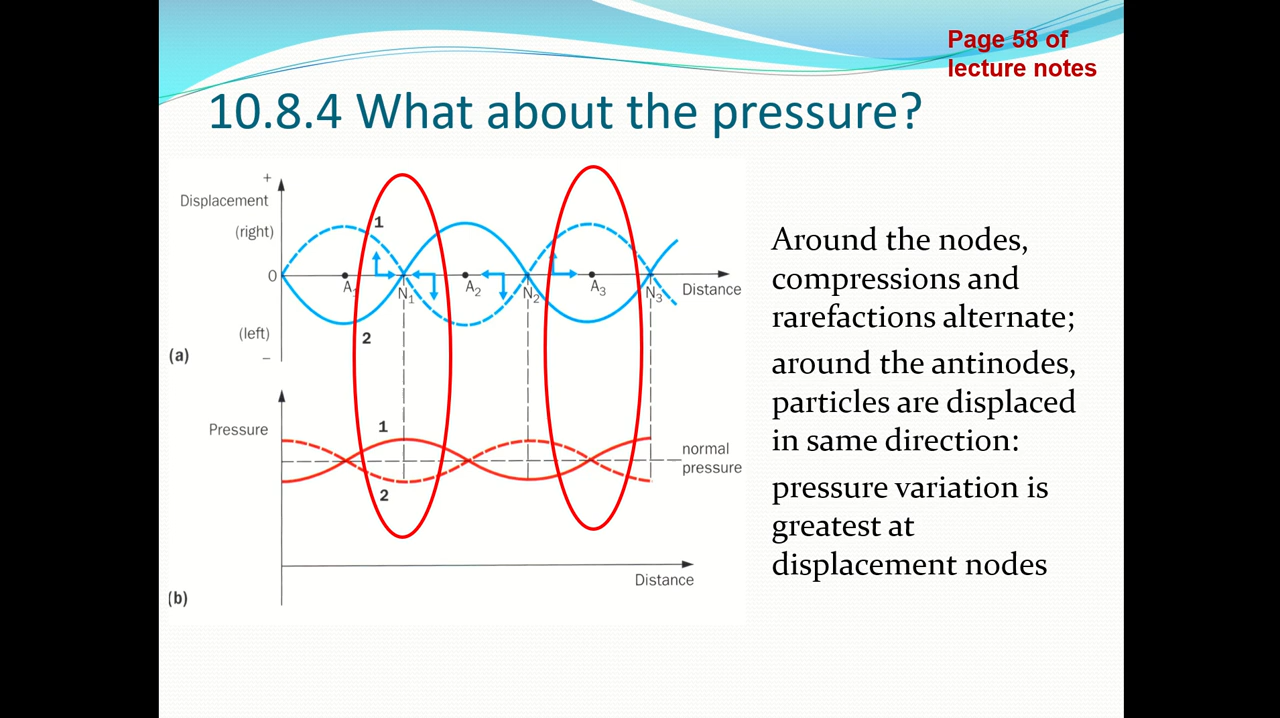 Page 58 of
lecture notes
10.8.4 What about the pressure?
+
Displacement
(right)
0
(left)
–
(a)
1
2
A1
N1
A2
N2
A3
N3
Distance
Pressure
1
2
normal
pressure
Distance
(b)
Around the nodes,
compressions and
rarefactions alternate;
around the antinodes,
particles are displaced
in same direction:
pressure variation is
greatest at
displacement nodes